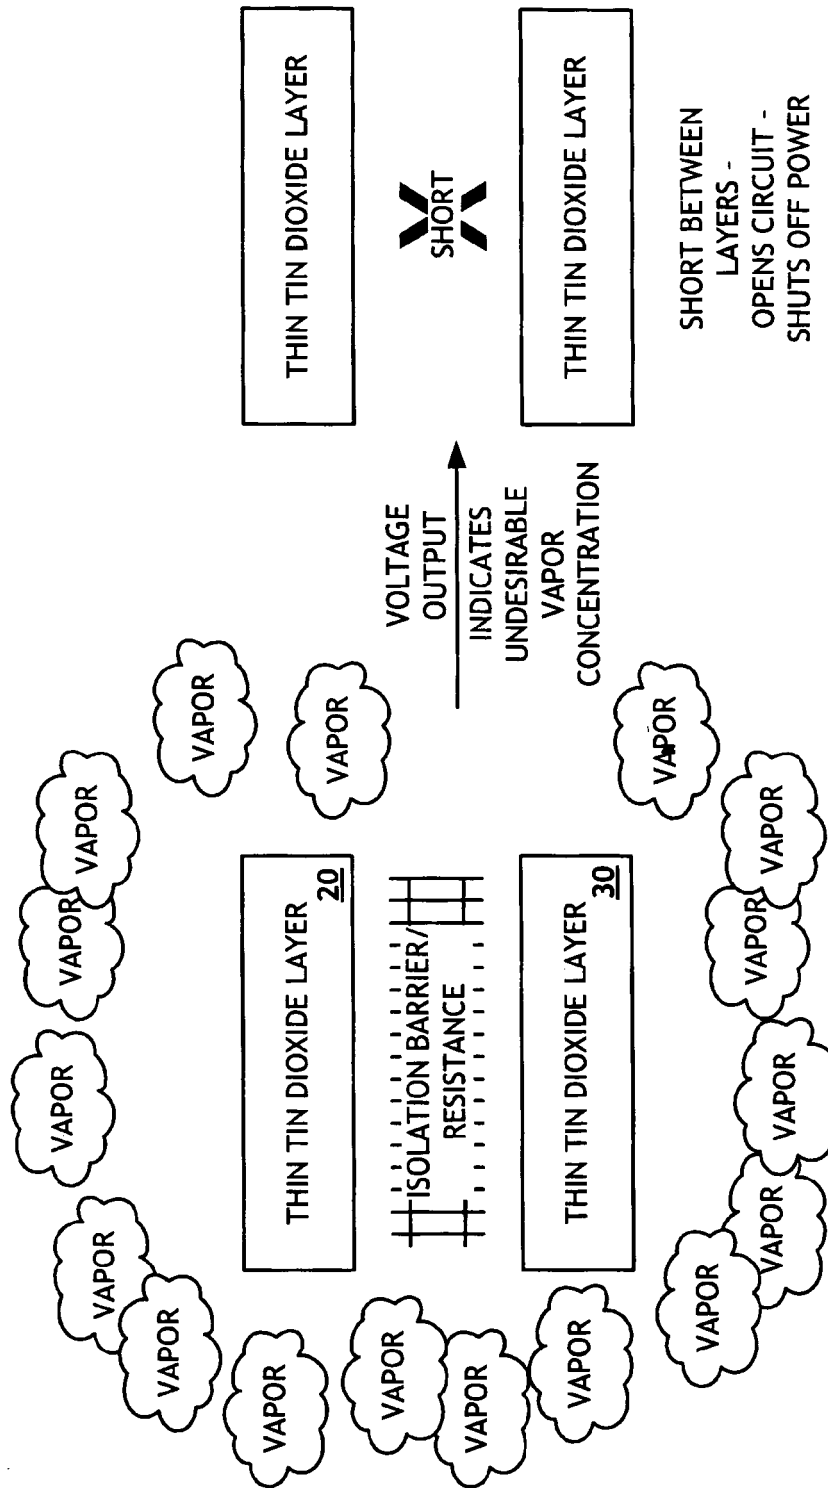 VAPOR
VAPOR
VAPOR
VAPOR
VAPOR
VAPOR
VAPOR
THIN TIN DIOXIDE LAYER
20
THIN TIN DIOXIDE LAYER
VAPOR
VAPOR
ISOLATION BARRIER/
RESISTANCE
VOLTAGE
OUTPUT
INDICATES
UNDESIRABLE
VAPOR
CONCENTRATION
SHORT
VAPOR
VAPOR
THIN TIN DIOXIDE LAYER
30
THIN TIN DIOXIDE LAYER
VAPOR
VAPOR
VAPOR
VAPOR
VAPOR
VAPOR
SHORT BETWEEN
LAYERS -
OPENS CIRCUIT -
SHUTS OFF POWER